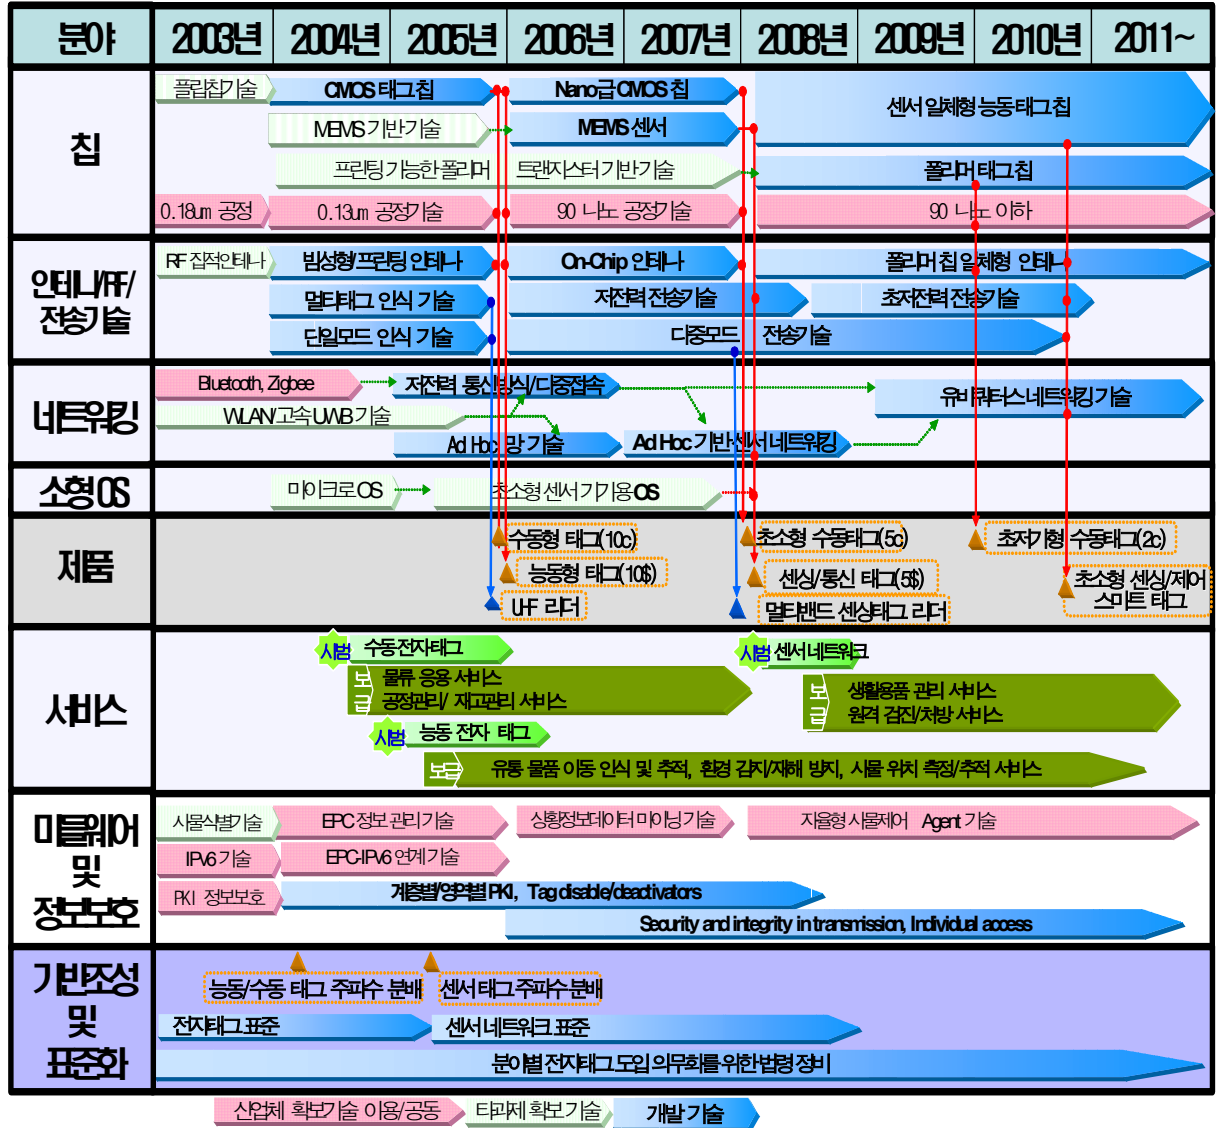 분야 2003년 2004년 2005년 2006년 2007년 2008년 2009년 2010년 2011~
칩
플립칩기술 CMOS 태그칩 Nano급 CMOS 칩 센서 일체형 능동 태그 칩
MEMS 기반 기술 MEMS 센서
프린팅 가능한 폴리머 트랜지스터 기반 기술 폴리머 태그 칩
0.18um 공정 0.13um 공정기술 90 나노 공정기술 90 나노 이하
안테나/RF/
전송기술
RF 집적안테나 빔성형/프린팅 안테나 On-Chip 안테나 폴리머 칩 일체형 안테나
멀티태그 인식 기술 저전력 전송기술 초저전력 전송기술
단일모드 인식 기술 다중모드 전송기술
네트워킹
Bluetooth, Zigbee 저전력 통신방식/다중접속 유비쿼터스 네트워킹 기술
WLAN/고속 UWB 기술
Ad Hoc 망 기술 Ad Hoc 기반 센서 네트워킹
소형 OS
마이크로 OS 초소형 센서 기기용 OS
제품
수동형 태그(10c) 초소형 수동태그(5c) 초저가형 수동태그(2c)
능동형 태그(10$) 센싱/통신 태그(5$) 초소형 센싱/제어
스마트 태그
UHF 리더 멀티밴드 센싱태그 리더
서비스
시범 수동 전자 태그 시범 센서 네트워크
보급 물류 응용 서비스
공정관리/ 재고관리 서비스
보급 생활용품 관리 서비스
원격 검진/처방 서비스
시범 능동 전자 태그
보급 유통 물품 이동 인식 및 추적, 환경 감지/재해 방지, 사물 위치 측정/추적 서비스
미들웨어
및
정보보호
사물식별기술 EPC 정보 관리 기술 상황정보데이터 마이닝 기술 자율형 사물제어 Agent 기술
IPv6 기술 EPC-IPv6 연계 기술
PKI 정보보호 계층별/영역별 PKI, Tag disable/deactivators
Security and integrity in transmission, Individual access
기반조성
및
표준화
능동/수동 태그 주파수 분배 센서 태그 주파수 분배
전자태그 표준 센서 네트워크 표준
분야별 전자태그 도입 의무화를 위한 법령 정비
산업체 확보기술 이용/공동 타과제 확보 기술 개발 기술